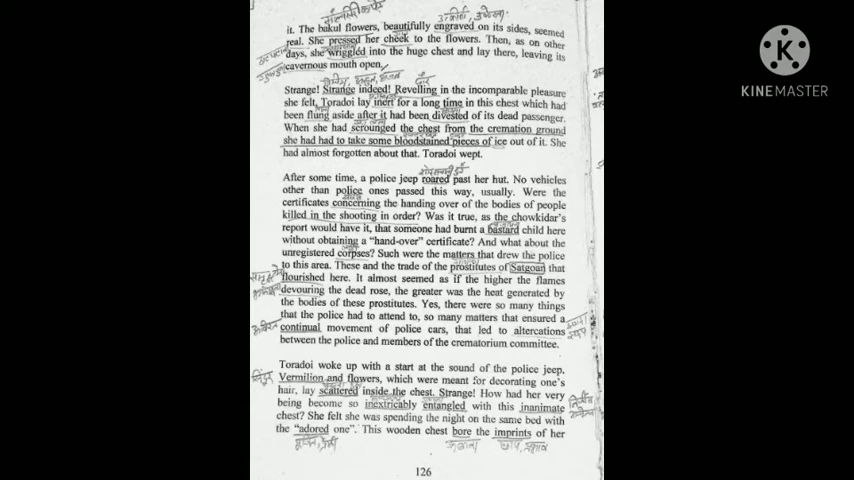 it. The bakul flowers, beautifully engraved on its sides, seemed
real. She pressed her cheek to the flowers. Then, as on other
days, she wriggled into the huge chest and lay there, leaving its
cavernous mouth open.
Strange! Strange indeed! Revelling in the incomparable pleasure
she felt, Toradoi lay inert for a long time in this chest which had
been flung aside after it had been divested of its dead passenger.
When she had scrounged the chest from the cremation ground
she had had to take some bloodstained pieces of ice out of it. She
had almost forgotten about that. Toradoi wept.
After some time, a police jeep roared past her hut. No vehicles
other than police ones passed this way, usually. Were the
certificates concerning the handing over of the bodies of people
killed in the shooting in order? Was it true, as the chowkidar's
report would have it, that someone had burnt a bastard child here
without obtaining a "hand-over" certificate? And what about the
unregistered corpses? Such were the matters that drew the police
to this area. These and the trade of the prostitutes of Satgoan that
flourished here. It almost seemed as if the higher the flames
devouring the dead rose, the greater was the heat generated by
the bodies of these prostitutes. Yes, there were so many things
that the police had to attend to, so many matters that ensured a
continual movement of police cars, that led to altercations
between the police and members of the crematorium committee.
Toradoi woke up with a start at the sound of the police jeep.
सिंदूर Vermilion and flowers, which were meant for decorating one's
hair, lay scattered inside the chest. Strange! How had her very
being become so inextricably entangled with this inanimate
chest? She felt she was spending the night on the same bed with
the "adored one". This wooden chest bore the imprints of her
126
KINEMASTER